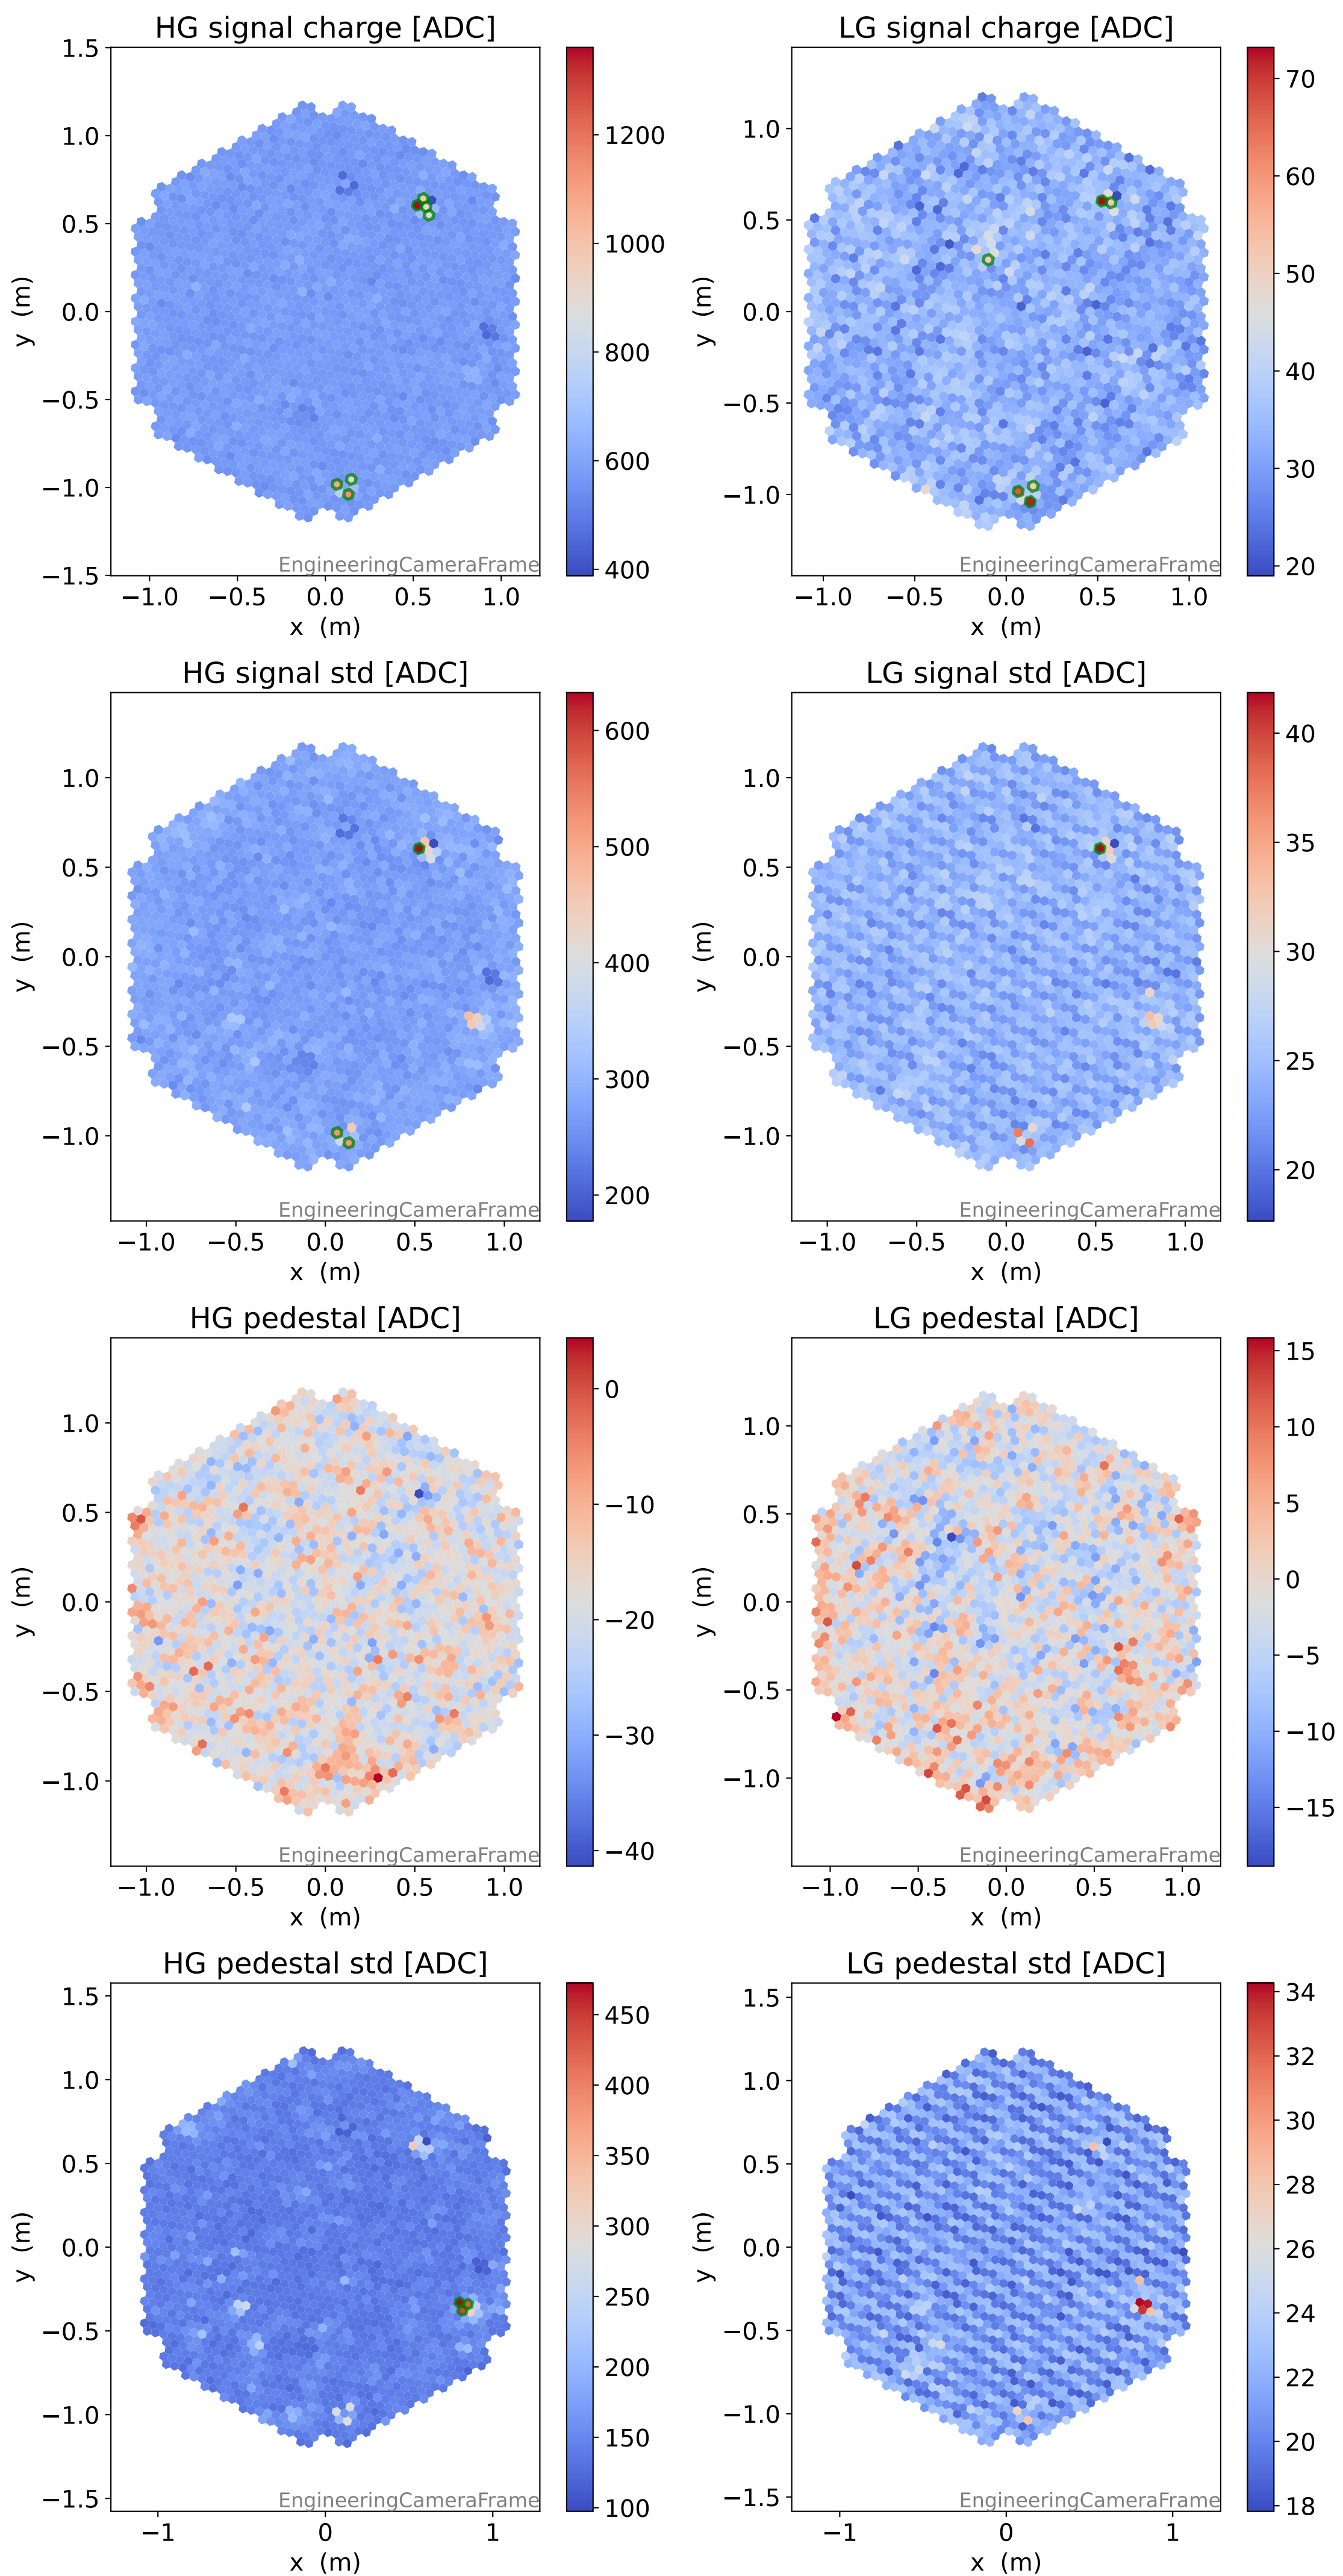 HG signal charge [ADC]
1.5
1.0
0.5
0.0
−0.5
−1.0
−1.5
y (m)
EngineeringCameraFrame
−1.0 −0.5 0.0 0.5 1.0
x (m)
1200
1000
800
600
400
LG signal charge [ADC]
1.0
0.5
0.0
−0.5
−1.0
y (m)
EngineeringCameraFrame
−1.0 −0.5 0.0 0.5 1.0
x (m)
70
60
50
40
30
20
HG signal std [ADC]
1.0
0.5
0.0
−0.5
−1.0
y (m)
EngineeringCameraFrame
−1.0 −0.5 0.0 0.5 1.0
x (m)
600
500
400
300
200
LG signal std [ADC]
1.0
0.5
0.0
−0.5
−1.0
y (m)
EngineeringCameraFrame
−1.0 −0.5 0.0 0.5 1.0
x (m)
40
35
30
25
20
HG pedestal [ADC]
1.0
0.5
0.0
−0.5
−1.0
y (m)
EngineeringCameraFrame
−1.0 −0.5 0.0 0.5 1.0
x (m)
0
−10
−20
−30
−40
LG pedestal [ADC]
1.0
0.5
0.0
−0.5
−1.0
y (m)
EngineeringCameraFrame
−1.0 −0.5 0.0 0.5 1.0
x (m)
15
10
5
0
−5
−10
−15
HG pedestal std [ADC]
1.5
1.0
0.5
0.0
−0.5
−1.0
−1.5
y (m)
EngineeringCameraFrame
−1 0 1
x (m)
450
400
350
300
250
200
150
100
LG pedestal std [ADC]
1.5
1.0
0.5
0.0
−0.5
−1.0
−1.5
y (m)
EngineeringCameraFrame
−1 0 1
x (m)
34
32
30
28
26
24
22
20
18